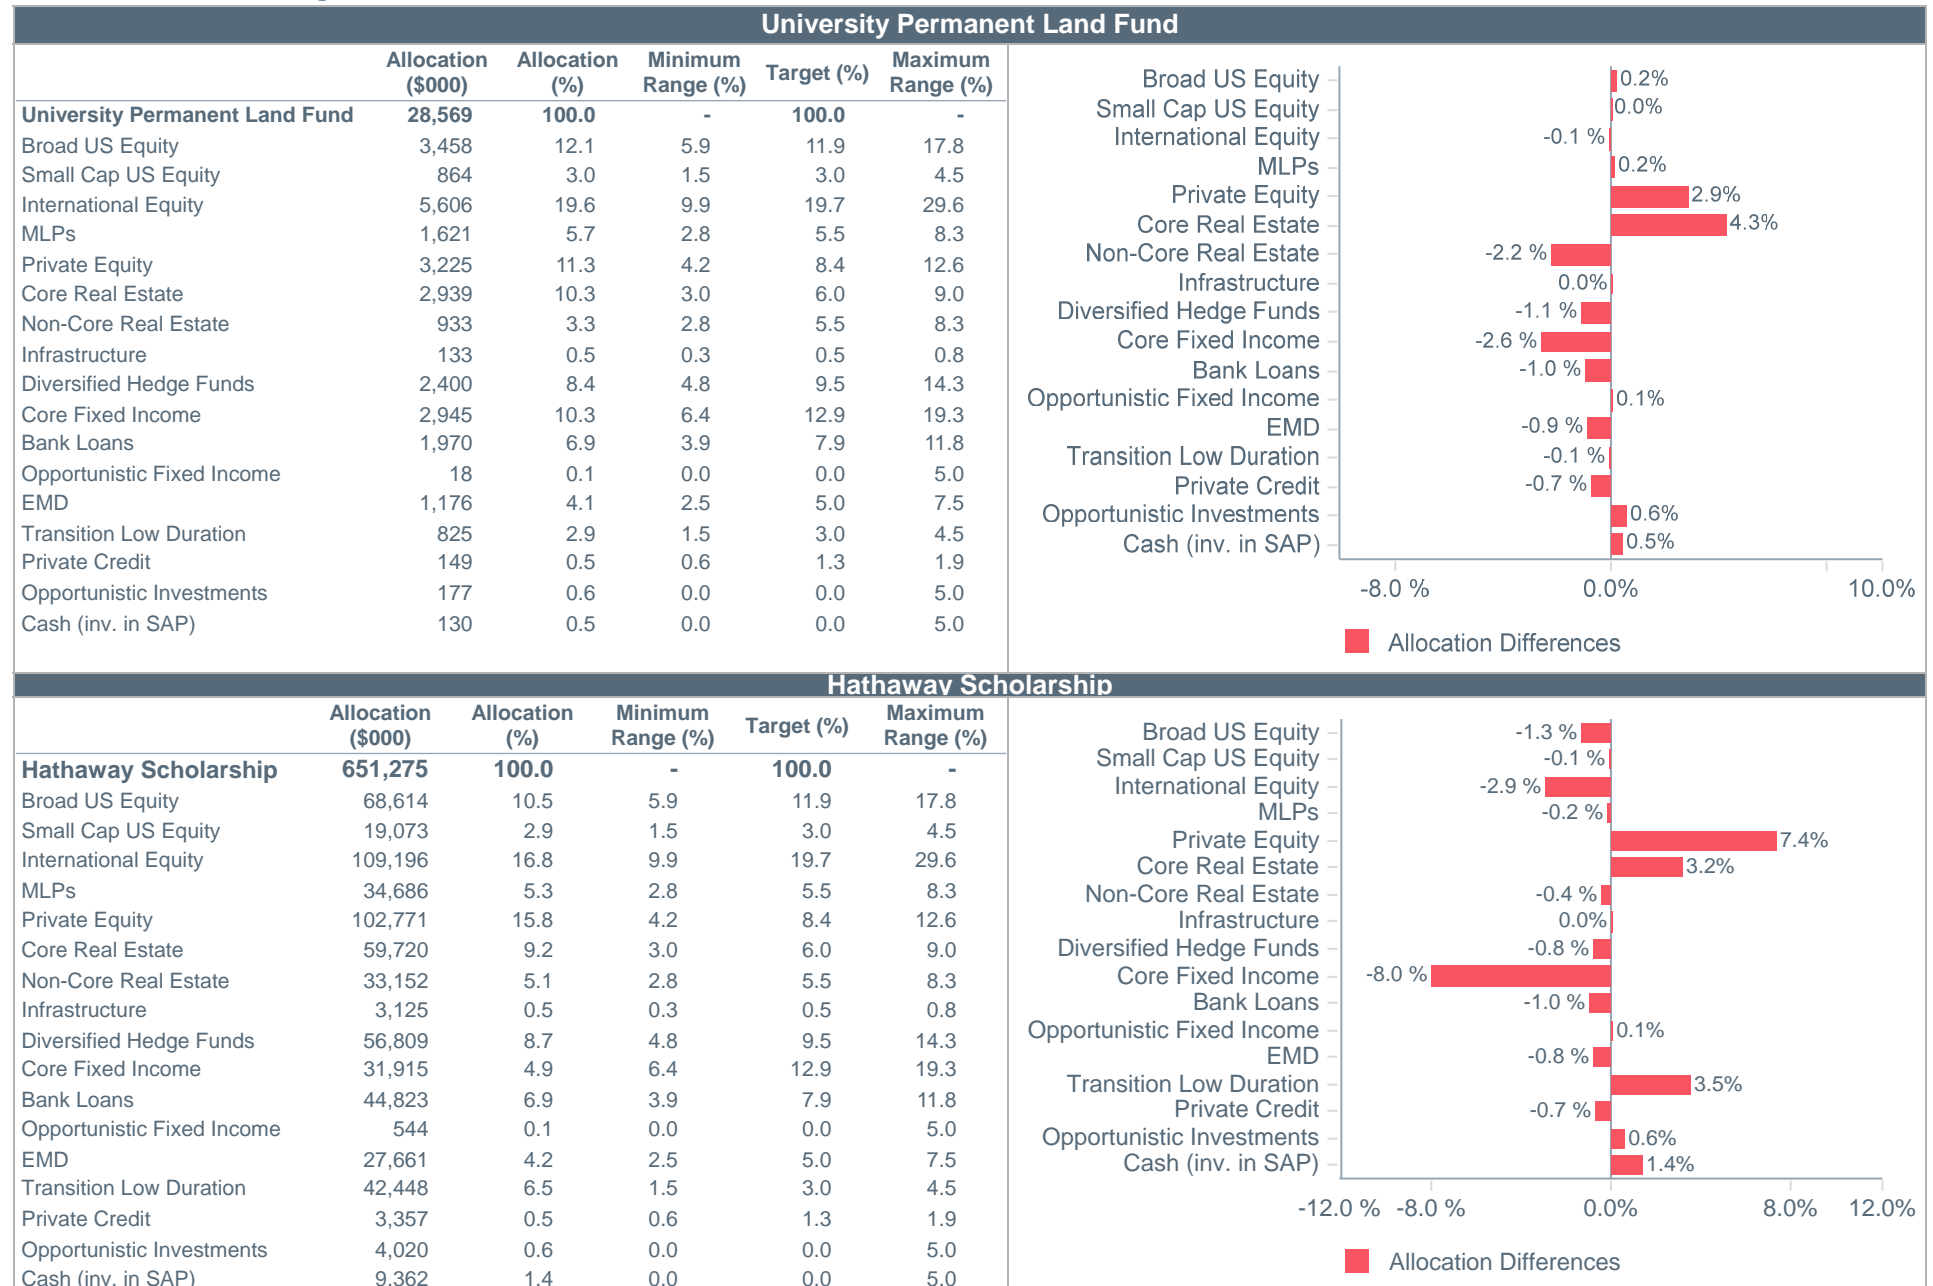 University Permanent Land Fund
Allocation ($000) Allocation (%) Minimum Range (%) Target (%) Maximum Range (%)
University Permanent Land Fund 28,569 100.0 - 100.0 -
Broad US Equity 3,458 12.1 5.9 11.9 17.8
Small Cap US Equity 864 3.0 1.5 3.0 4.5
International Equity 5,606 19.6 9.9 19.7 29.6
MLPs 1,621 5.7 2.8 5.5 8.3
Private Equity 3,225 11.3 4.2 8.4 12.6
Core Real Estate 2,939 10.3 3.0 6.0 9.0
Non-Core Real Estate 933 3.3 2.8 5.5 8.3
Infrastructure 133 0.5 0.3 0.5 0.8
Diversified Hedge Funds 2,400 8.4 4.8 9.5 14.3
Core Fixed Income 2,945 10.3 6.4 12.9 19.3
Bank Loans 1,970 6.9 3.9 7.9 11.8
Opportunistic Fixed Income 18 0.1 0.0 0.0 5.0
EMD 1,176 4.1 2.5 5.0 7.5
Transition Low Duration 825 2.9 1.5 3.0 4.5
Private Credit 149 0.5 0.6 1.3 1.9
Opportunistic Investments 177 0.6 0.0 0.0 5.0
Cash (inv. in SAP) 130 0.5 0.0 0.0 5.0
Broad US Equity 0.2%
Small Cap US Equity 0.0%
International Equity -0.1 %
MLPs 0.2%
Private Equity 2.9%
Core Real Estate 4.3%
Non-Core Real Estate -2.2 %
Infrastructure 0.0%
Diversified Hedge Funds -1.1 %
Core Fixed Income -2.6 %
Bank Loans -1.0 %
Opportunistic Fixed Income 0.1%
EMD -0.9 %
Transition Low Duration -0.1 %
Private Credit -0.7 %
Opportunistic Investments 0.6%
Cash (inv. in SAP) 0.5%
-8.0 % 0.0% 10.0%
Allocation Differences
Hathaway Scholarship
Allocation ($000) Allocation (%) Minimum Range (%) Target (%) Maximum Range (%)
Hathaway Scholarship 651,275 100.0 - 100.0 -
Broad US Equity 68,614 10.5 5.9 11.9 17.8
Small Cap US Equity 19,073 2.9 1.5 3.0 4.5
International Equity 109,196 16.8 9.9 19.7 29.6
MLPs 34,686 5.3 2.8 5.5 8.3
Private Equity 102,771 15.8 4.2 8.4 12.6
Core Real Estate 59,720 9.2 3.0 6.0 9.0
Non-Core Real Estate 33,152 5.1 2.8 5.5 8.3
Infrastructure 3,125 0.5 0.3 0.5 0.8
Diversified Hedge Funds 56,809 8.7 4.8 9.5 14.3
Core Fixed Income 31,915 4.9 6.4 12.9 19.3
Bank Loans 44,823 6.9 3.9 7.9 11.8
Opportunistic Fixed Income 544 0.1 0.0 0.0 5.0
EMD 27,661 4.2 2.5 5.0 7.5
Transition Low Duration 42,448 6.5 1.5 3.0 4.5
Private Credit 3,357 0.5 0.6 1.3 1.9
Opportunistic Investments 4,020 0.6 0.0 0.0 5.0
Cash (inv. in SAP) 9,362 1.4 0.0 0.0 5.0
Broad US Equity -1.3 %
Small Cap US Equity -0.1 %
International Equity -2.9 %
MLPs -0.2 %
Private Equity 7.4%
Core Real Estate 3.2%
Non-Core Real Estate -0.4 %
Infrastructure 0.0%
Diversified Hedge Funds -0.8 %
Core Fixed Income -8.0 %
Bank Loans -1.0 %
Opportunistic Fixed Income 0.1%
EMD -0.8 %
Transition Low Duration 3.5%
Private Credit -0.7 %
Opportunistic Investments 0.6%
Cash (inv. in SAP) 1.4%
-12.0 % -8.0 % 0.0% 8.0% 12.0%
Allocation Differences